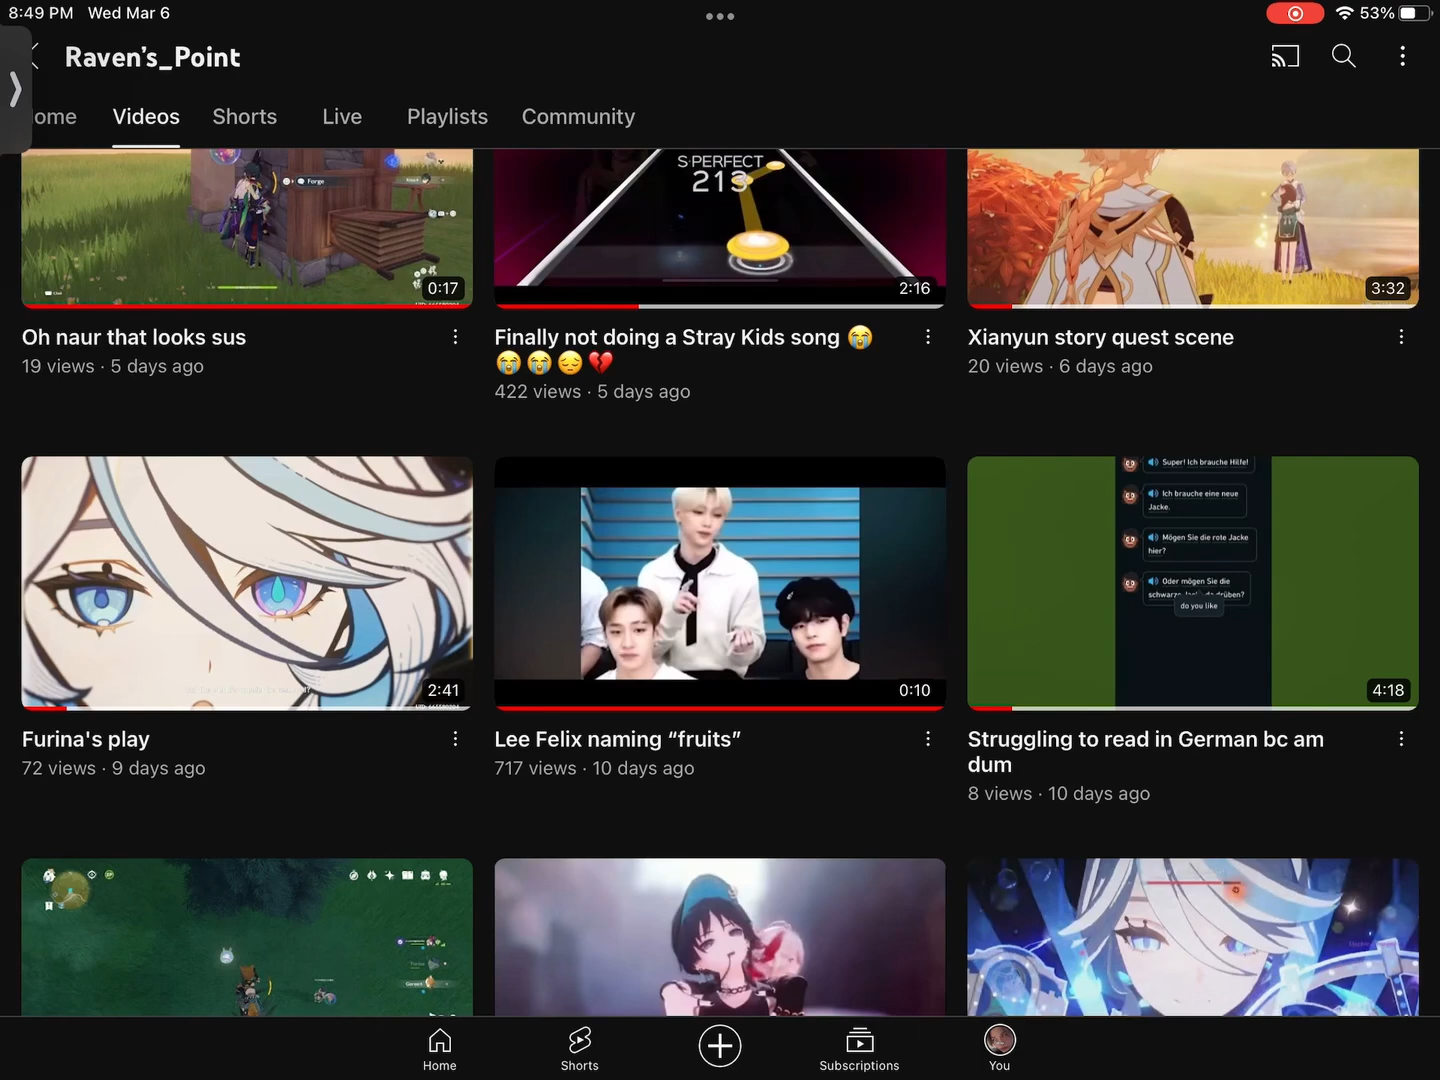 8:49 PM Wed Mar 6
53%
Raven's_Point
ome Videos Shorts Live Playlists Community
Forge
S·PERFECT
213
0:17
2:16
3:32
Oh naur that looks sus
19 views · 5 days ago
Finally not doing a Stray Kids song 😭
😭😭😔💔
422 views · 5 days ago
Xianyun story quest scene
20 views · 6 days ago
Super! Ich brauche Hilfe!
Ich brauche eine neue
Jacke.
Mögen Sie die rote Jacke
hier?
Oder mögen Sie die
do you like
2:41
0:10
4:18
Furina's play
72 views · 9 days ago
Lee Felix naming “fruits”
717 views · 10 days ago
Struggling to read in German bc am
dum
8 views · 10 days ago
Home
Shorts
Subscriptions
You